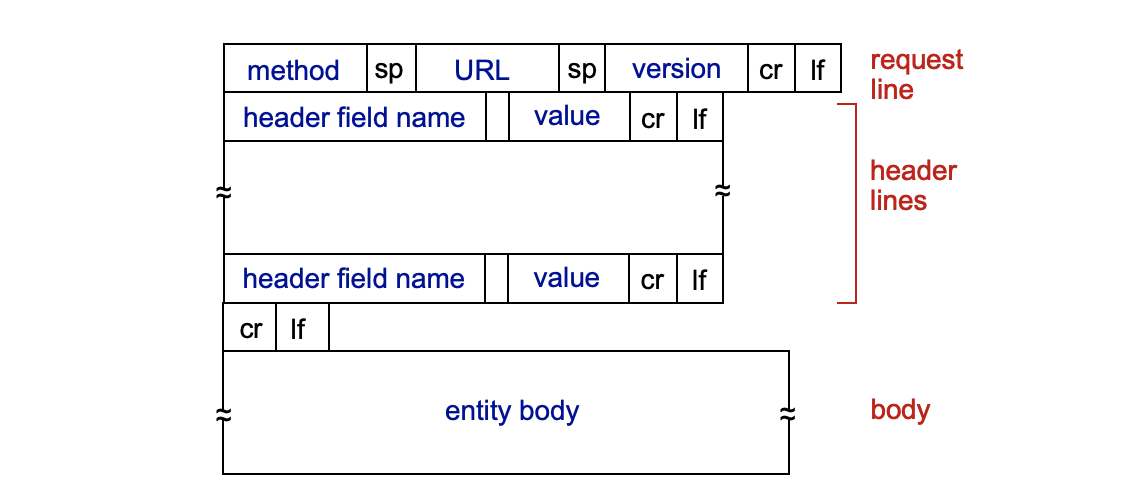 method sp URL sp version cr lf
request
line
header field name value cr lf
header
lines
≈ ≈
header field name value cr lf
cr lf
≈ entity body ≈
body